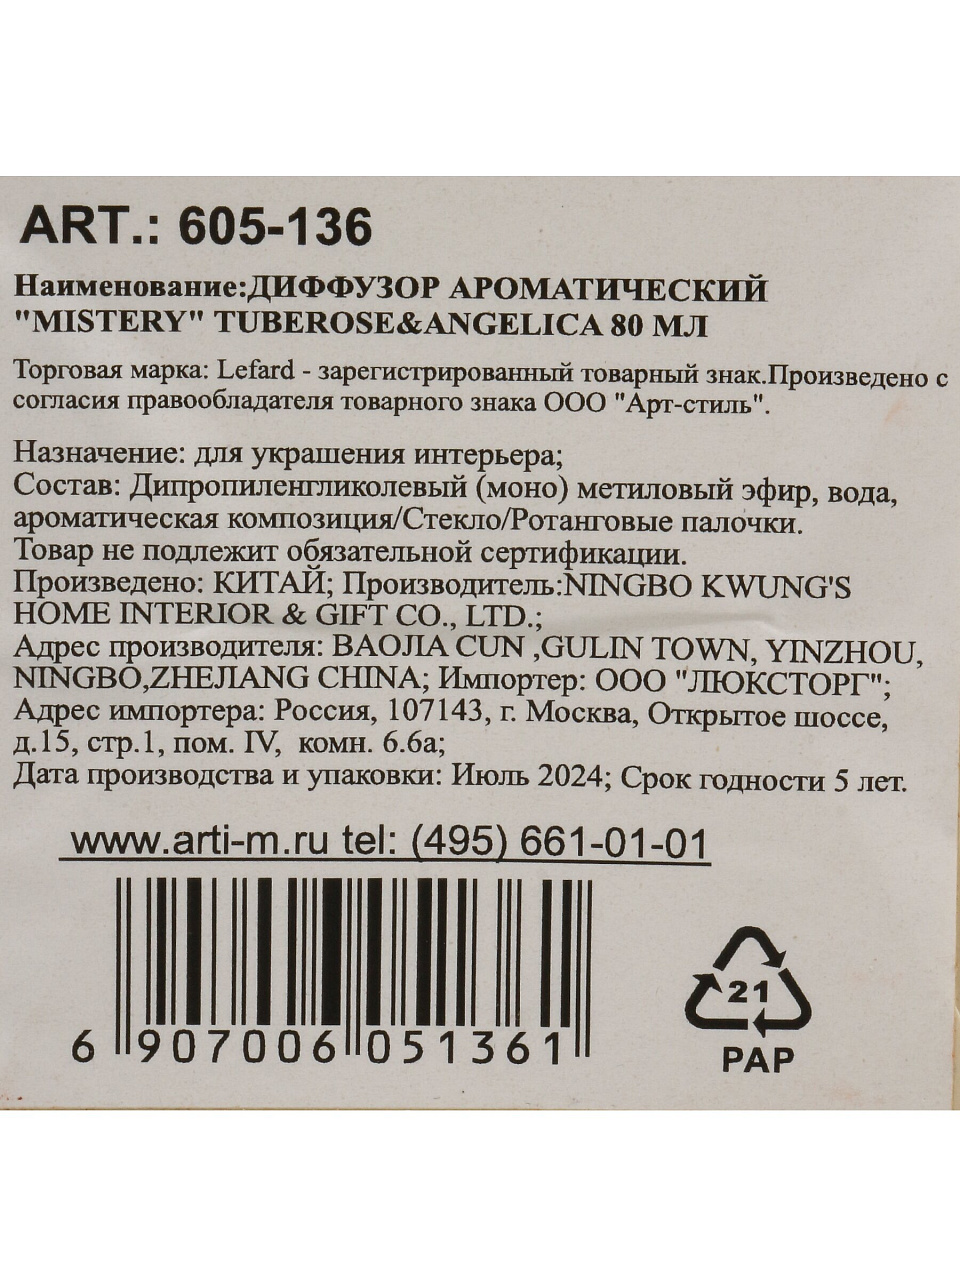 ART.: 605-136
Наименование:ДИФФУЗОР АРОМАТИЧЕСКИЙ
"MISTERY" TUBEROSE&ANGELICA 80 МЛ
Торговая марка: Lefard - зарегистрированный товарный знак.Произведено с
согласия правообладателя товарного знака ООО "Арт-стиль".
Назначение: для украшения интерьера;
Состав: Дипропиленгликолевый (моно) метиловый эфир, вода,
ароматическая композиция/Стекло/Ротанговые палочки.
Товар не подлежит обязательной сертификации.
Произведено: КИТАЙ; Производитель:NINGBO KWUNG'S
HOME INTERIOR & GIFT CO., LTD.;
Адрес производителя: BAOJIA CUN ,GULIN TOWN, YINZHOU,
NINGBO,ZHEJIANG CHINA; Импортер: ООО "ЛЮКСТОРГ";
Адрес импортера: Россия, 107143, г. Москва, Открытое шоссе,
д.15, стр.1, пом. IV, комн. 6.6а;
Дата производства и упаковки: Июль 2024; Срок годности 5 лет.
www.arti-m.ru tel: (495) 661-01-01
6 907006 051361
21
PAP